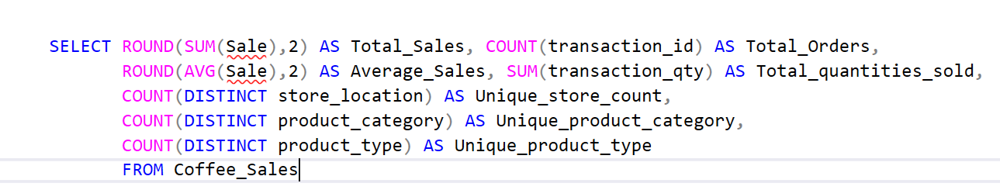 SELECT ROUND(SUM(Sale),2) AS Total_Sales, COUNT(transaction_id) AS Total_Orders,
ROUND(AVG(Sale),2) AS Average_Sales, SUM(transaction_qty) AS Total_quantities_sold,
COUNT(DISTINCT store_location) AS Unique_store_count,
COUNT(DISTINCT product_category) AS Unique_product_category,
COUNT(DISTINCT product_type) AS Unique_product_type
FROM Coffee_Sales